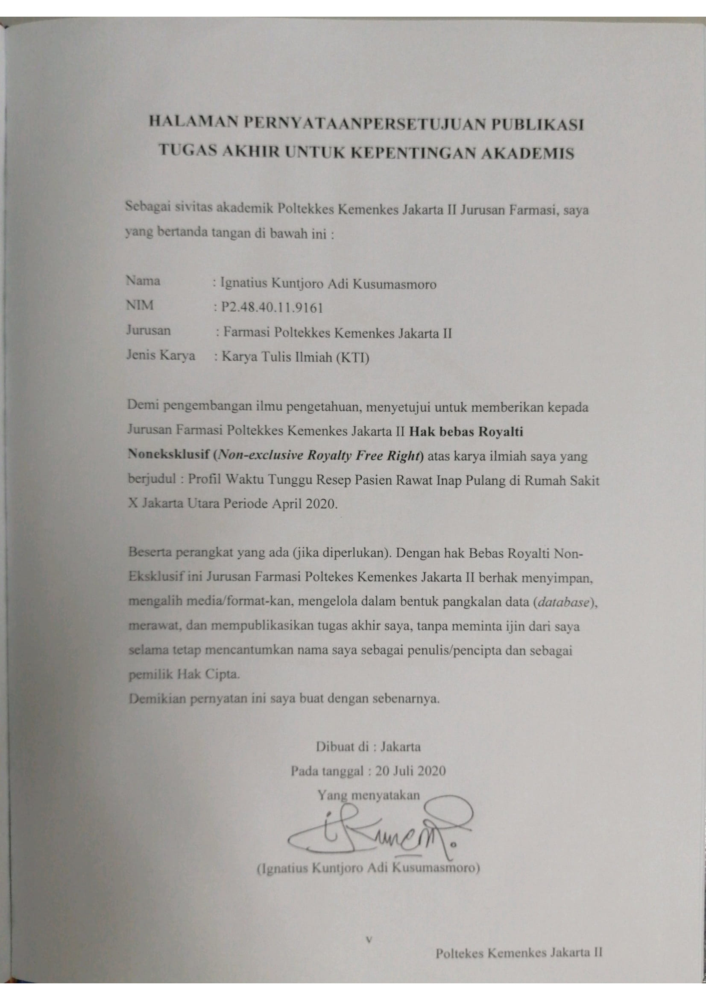 HALAMAN PERNYATAANPERSETUJUAN PUBLIKASI
TUGAS AKHIR UNTUK KEPENTINGAN AKADEMIS
Sebagai sivitas akademik Poltekkes Kemenkes Jakarta II Jurusan Farmasi, saya
yang bertanda tangan di bawah ini :
Nama : Ignatius Kuntjoro Adi Kusumasmoro
NIM : P2.48.40.11.9161
Jurusan : Farmasi Poltekkes Kemenkes Jakarta II
Jenis Karya : Karya Tulis Ilmiah (KTI)
Demi pengembangan ilmu pengetahuan, menyetujui untuk memberikan kepada
Jurusan Farmasi Poltekkes Kemenkes Jakarta II Hak bebas Royalti
Noneksklusif (Non-exclusive Royalty Free Right) atas karya ilmiah saya yang
berjudul : Profil Waktu Tunggu Resep Pasien Rawat Inap Pulang di Rumah Sakit
X Jakarta Utara Periode April 2020.
Beserta perangkat yang ada (jika diperlukan). Dengan hak Bebas Royalti Non-
Eksklusif ini Jurusan Farmasi Poltekes Kemenkes Jakarta II berhak menyimpan,
mengalih media/format-kan, mengelola dalam bentuk pangkalan data (database),
merawat, dan mempublikasikan tugas akhir saya, tanpa meminta ijin dari saya
selama tetap mencantumkan nama saya sebagai penulis/pencipta dan sebagai
pemilik Hak Cipta.
Demikian pernyatan ini saya buat dengan sebenarnya.
Dibuat di : Jakarta
Pada tanggal : 20 Juli 2020
Yang menyatakan
(Ignatius Kuntjoro Adi Kusumasmoro)
v
Poltekes Kemenkes Jakarta II